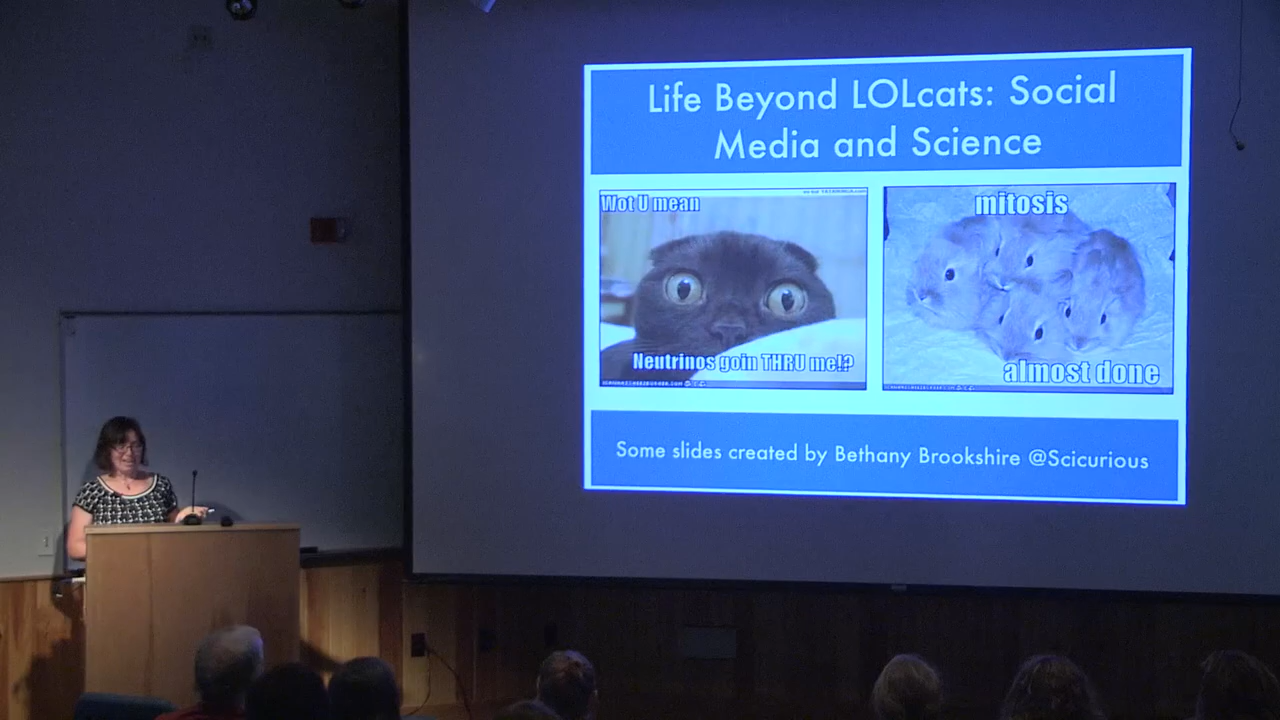 Life Beyond LOLcats: Social
Media and Science
Wot U mean
Neutrinos goin THRU me!?
mitosis
almost done
Some slides created by Bethany Brookshire @Scicurious